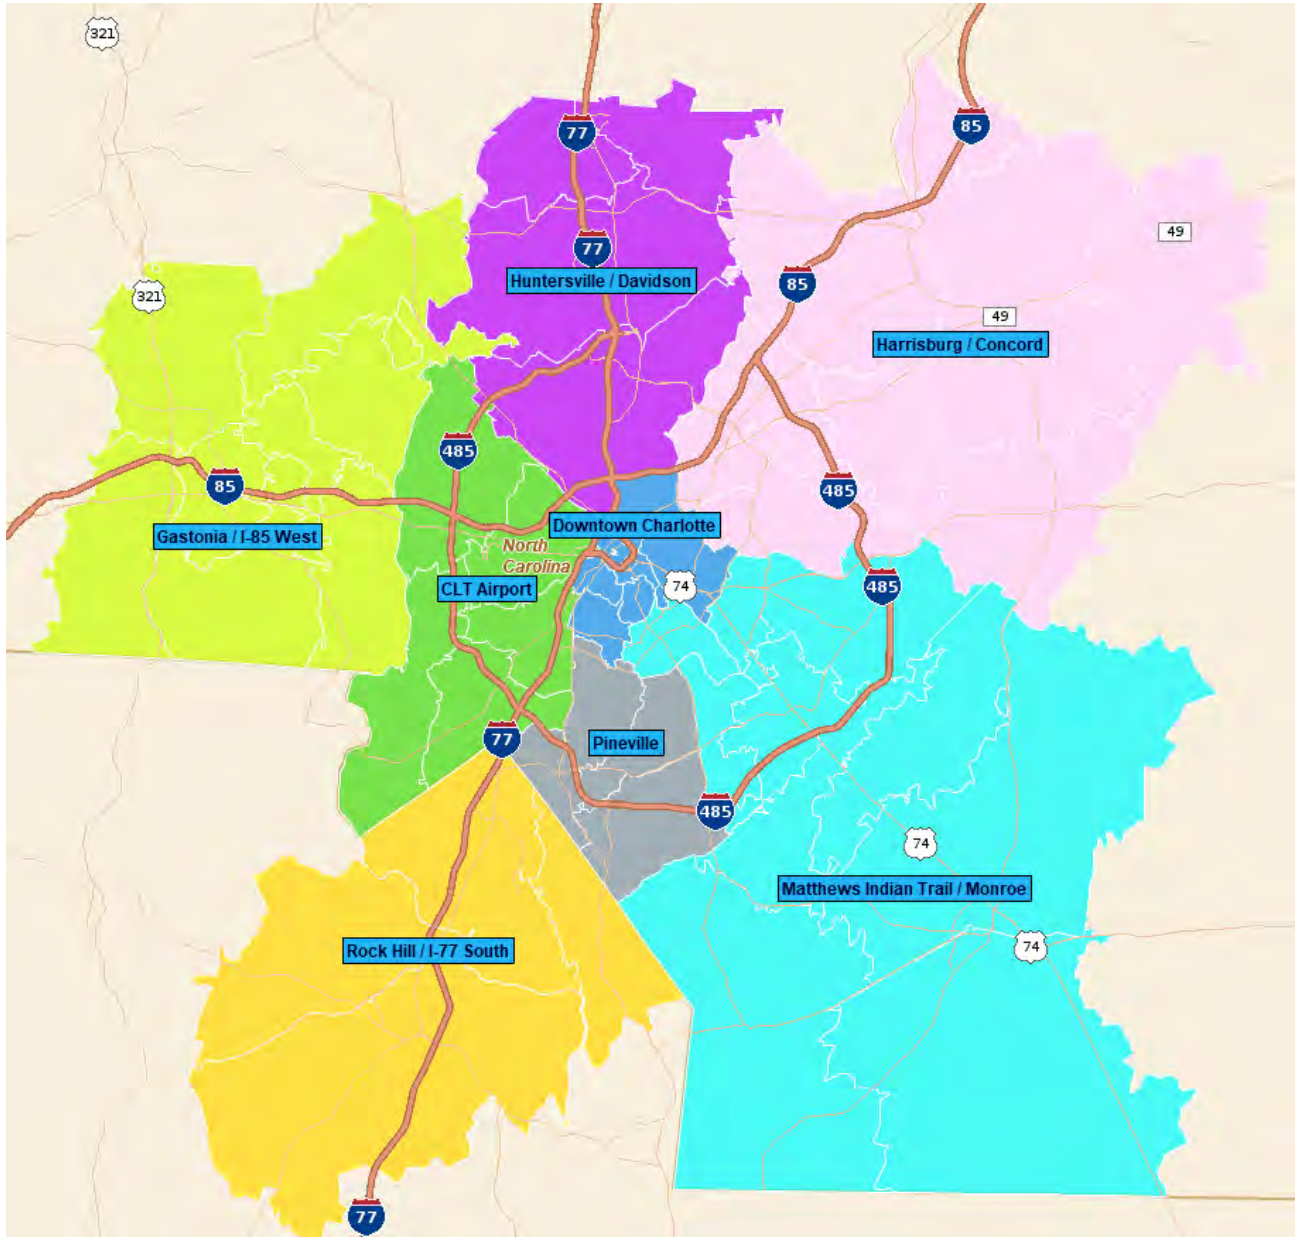 321
77
85
49
77
85
321
Huntersville / Davidson
49
Harrisburg / Concord
485
85
485
Downtown Charlotte
Gastonia / I-85 West
North
Carolina
74
485
CLT Airport
77
Pineville
485
74
Matthews Indian Trail / Monroe
Rock Hill / I-77 South
74
77